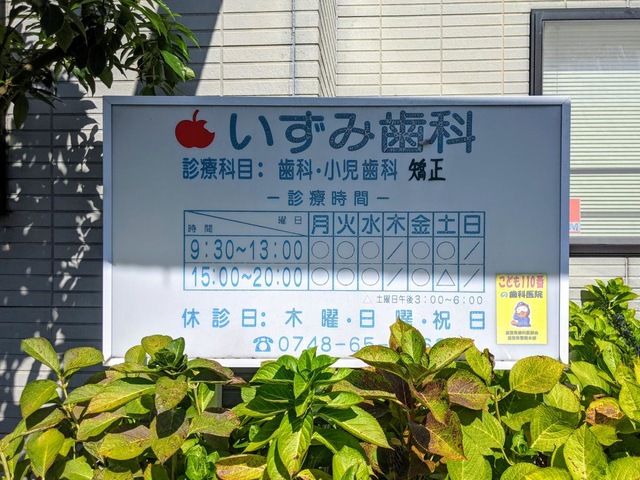 いずみ歯科
診療科目：歯科・小児歯科 矯正
－診療時間－
時間 曜日 月 火 水 木 金 土 日
9:30~13:00 ○ ○ ○ / ○ ○ /
15:00~20:00 ○ ○ ○ / ○ △ /
△ 土曜日午後3:00~6:00
休診日：木曜・日曜・祝日
☎0748-65-
こども110番
の歯科医院